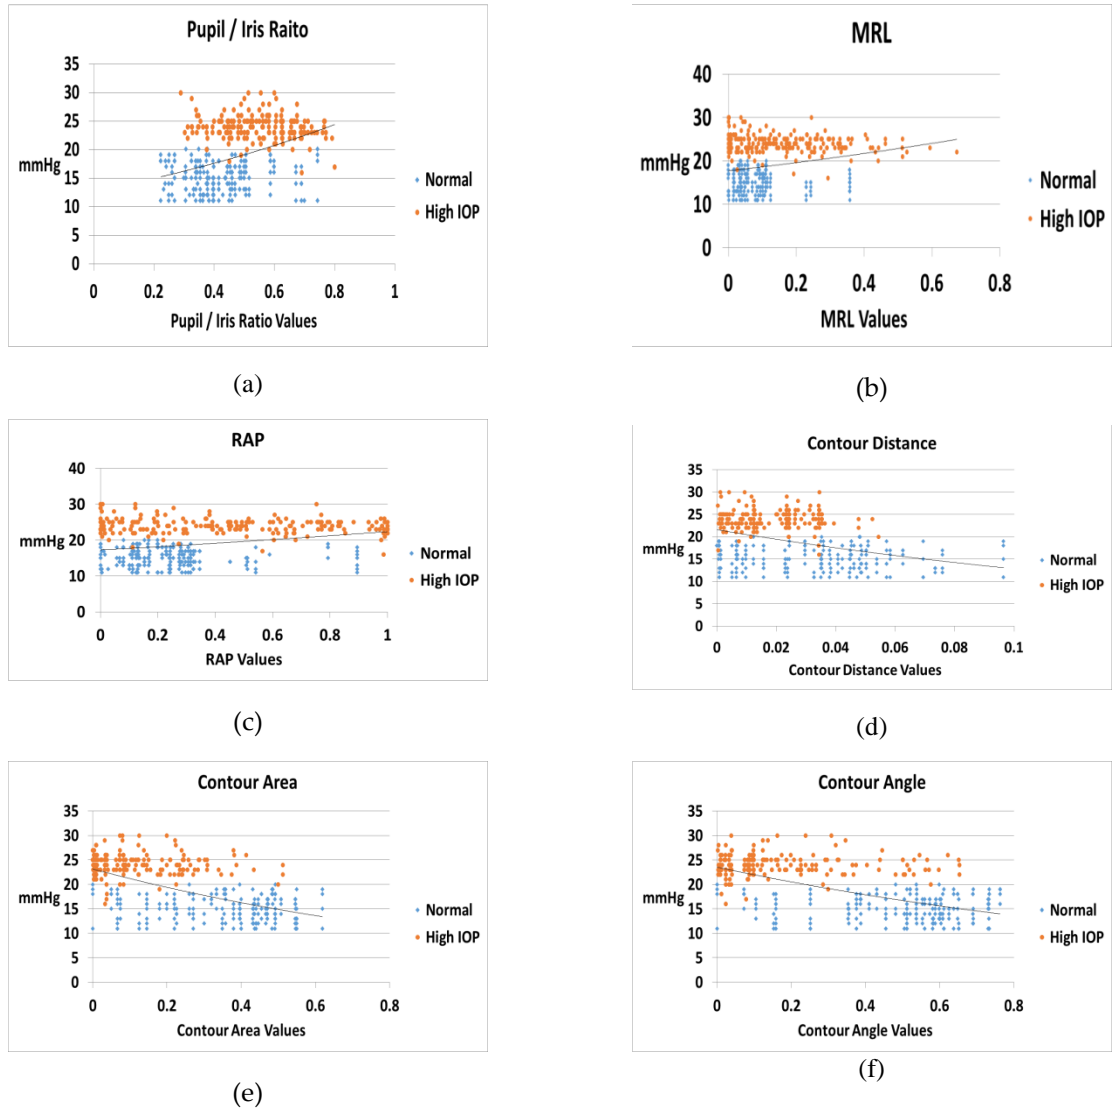 Pupil / Iris Raito
35
30
25
20
mmHg
15
10
5
0
0 0.2 0.4 0.6 0.8 1
Pupil / Iris Ratio Values
Normal
High IOP
(a)
MRL
40
30
mmHg
20
10
0
0 0.2 0.4 0.6 0.8
MRL Values
Normal
High IOP
(b)
RAP
40
30
mmHg
20
10
0
0 0.2 0.4 0.6 0.8 1
RAP Values
Normal
High IOP
(c)
Contour Distance
35
30
25
20
mmHg
15
10
5
0
0 0.02 0.04 0.06 0.08 0.1
Contour Distance Values
Normal
High IOP
(d)
Contour Area
35
30
25
20
mmHg
15
10
5
0
0 0.2 0.4 0.6 0.8
Contour Area Values
Normal
High IOP
(e)
Contour Angle
35
30
25
20
mmHg
15
10
5
0
0 0.2 0.4 0.6 0.8
Contour Angle Values
Normal
High IOP
(f)